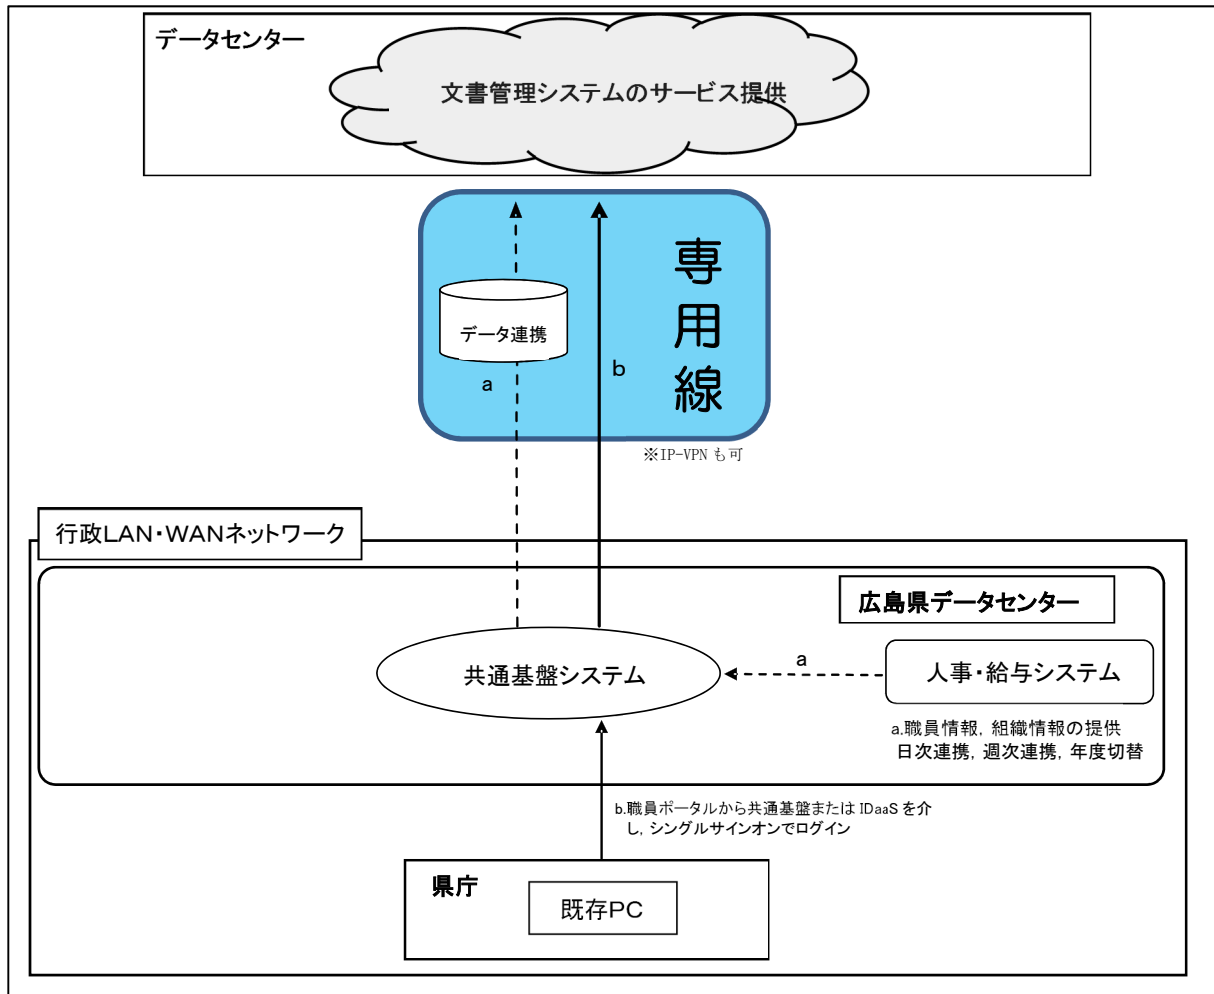 データセンター
文書管理システムのサービス提供
専用線
データ連携
a
b
※IP-VPN も可
行政LAN・WANネットワーク
広島県データセンター
共通基盤システム
a
人事・給与システム
a.職員情報，組織情報の提供
日次連携，週次連携，年度切替
b.職員ポータルから共通基盤または IDaaS を介
し，シングルサインオンでログイン
県庁
既存PC